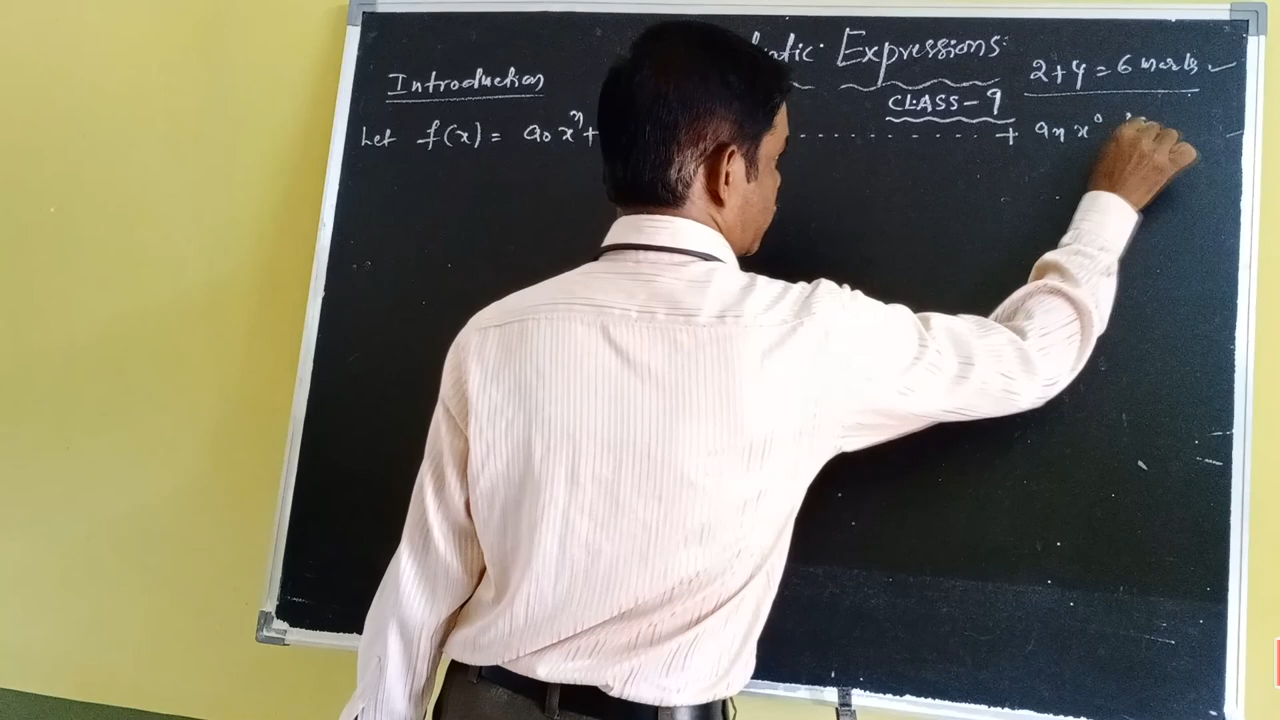 Expressions
Introduction
2+4 = 6 marks ✓
CLASS-9
Let f(x) = a₀xⁿ + ............ + aₙx⁰